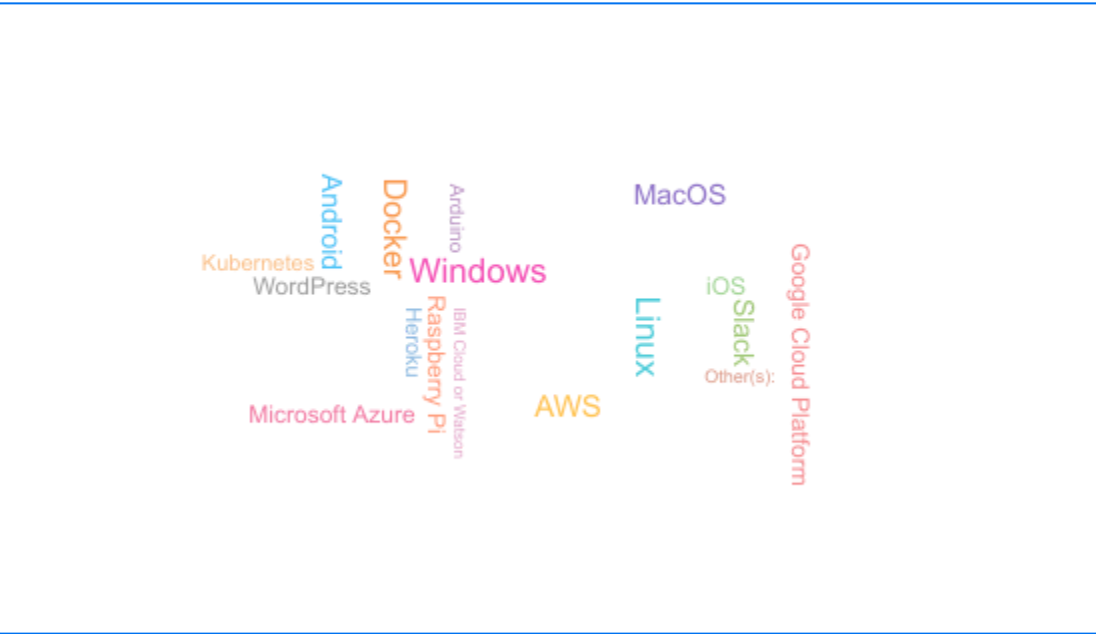 Android
Docker
Arduino
MacOS
Kubernetes
Windows
WordPress
Google Cloud Platform
iOS
Linux
Slack
Heroku
Raspberry Pi
IBM Cloud or Watson
Other(s):
AWS
Microsoft Azure